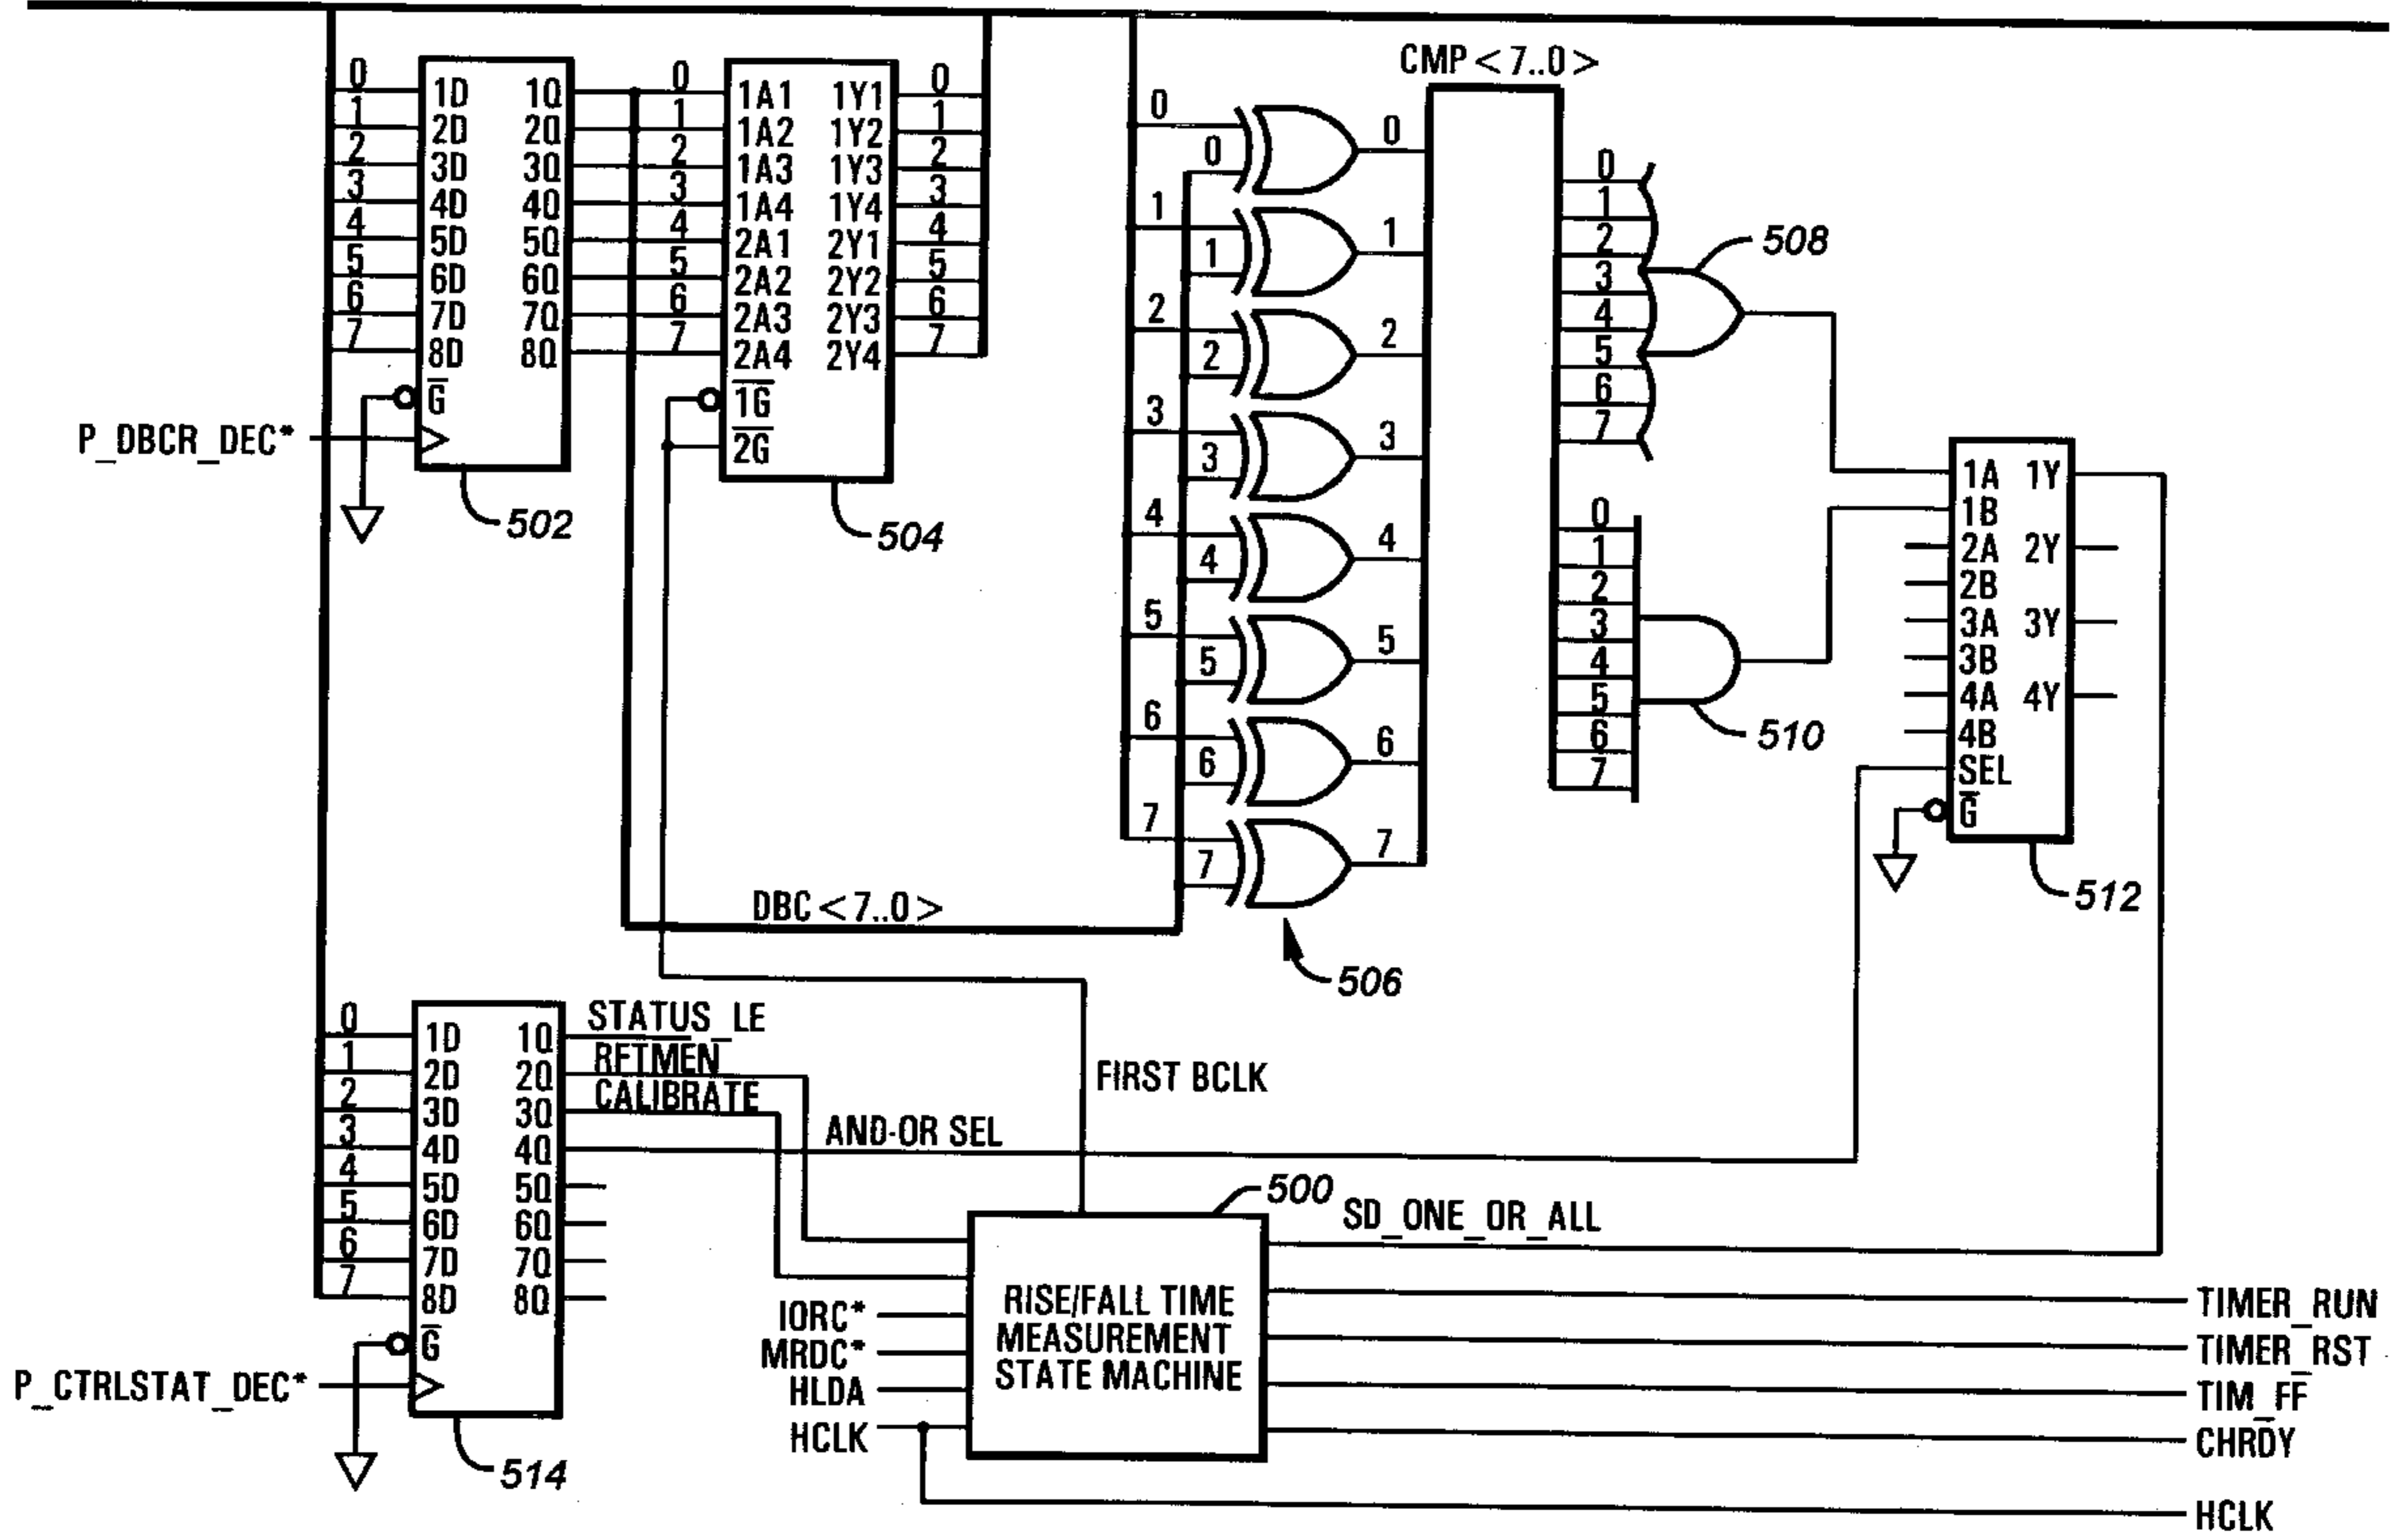 CMP < 7..0 >
0 1D 1Q 0 1A1 1Y1 0
1 2D 2Q 1 1A2 1Y2 1
2 3D 3Q 2 1A3 1Y3 2
3 4D 4Q 3 1A4 1Y4 3
4 5D 5Q 4 2A1 2Y1 4
5 6D 6Q 5 2A2 2Y2 5
6 7D 7Q 6 2A3 2Y3 6
7 8D 8Q 7 2A4 2Y4 7
G̅ 1̅G̅
P_DBCR_DEC* 2̅G̅
502
504
0 0 0
1 1 1
2 2 2
3 3 3
4 4 4
5 5 5
6 6 6
7 7 7
506
0
1
2
3
4
5
6
7
508
0
1
2
3
4
5
6
7
510
1A 1Y
1B
2A 2Y
2B
3A 3Y
3B
4A 4Y
4B
SEL
G̅
512
DBC < 7..0 >
0 1D 1Q STATUS_LE
1 2D 2Q RFTMEN
2 3D 3Q CALIBRATE
3 4D 4Q AND-OR SEL
4 5D 5Q
5 6D 6Q
6 7D 7Q
7 8D 8Q
G̅
P_CTRLSTAT_DEC*
514
FIRST BCLK
500
SD_ONE_OR_ALL
RISE/FALL TIME
MEASUREMENT
STATE MACHINE
IORC*
MRDC*
HLDA
HCLK
TIMER_RUN
TIMER_RST
TIM_FF
CHRDY
HCLK